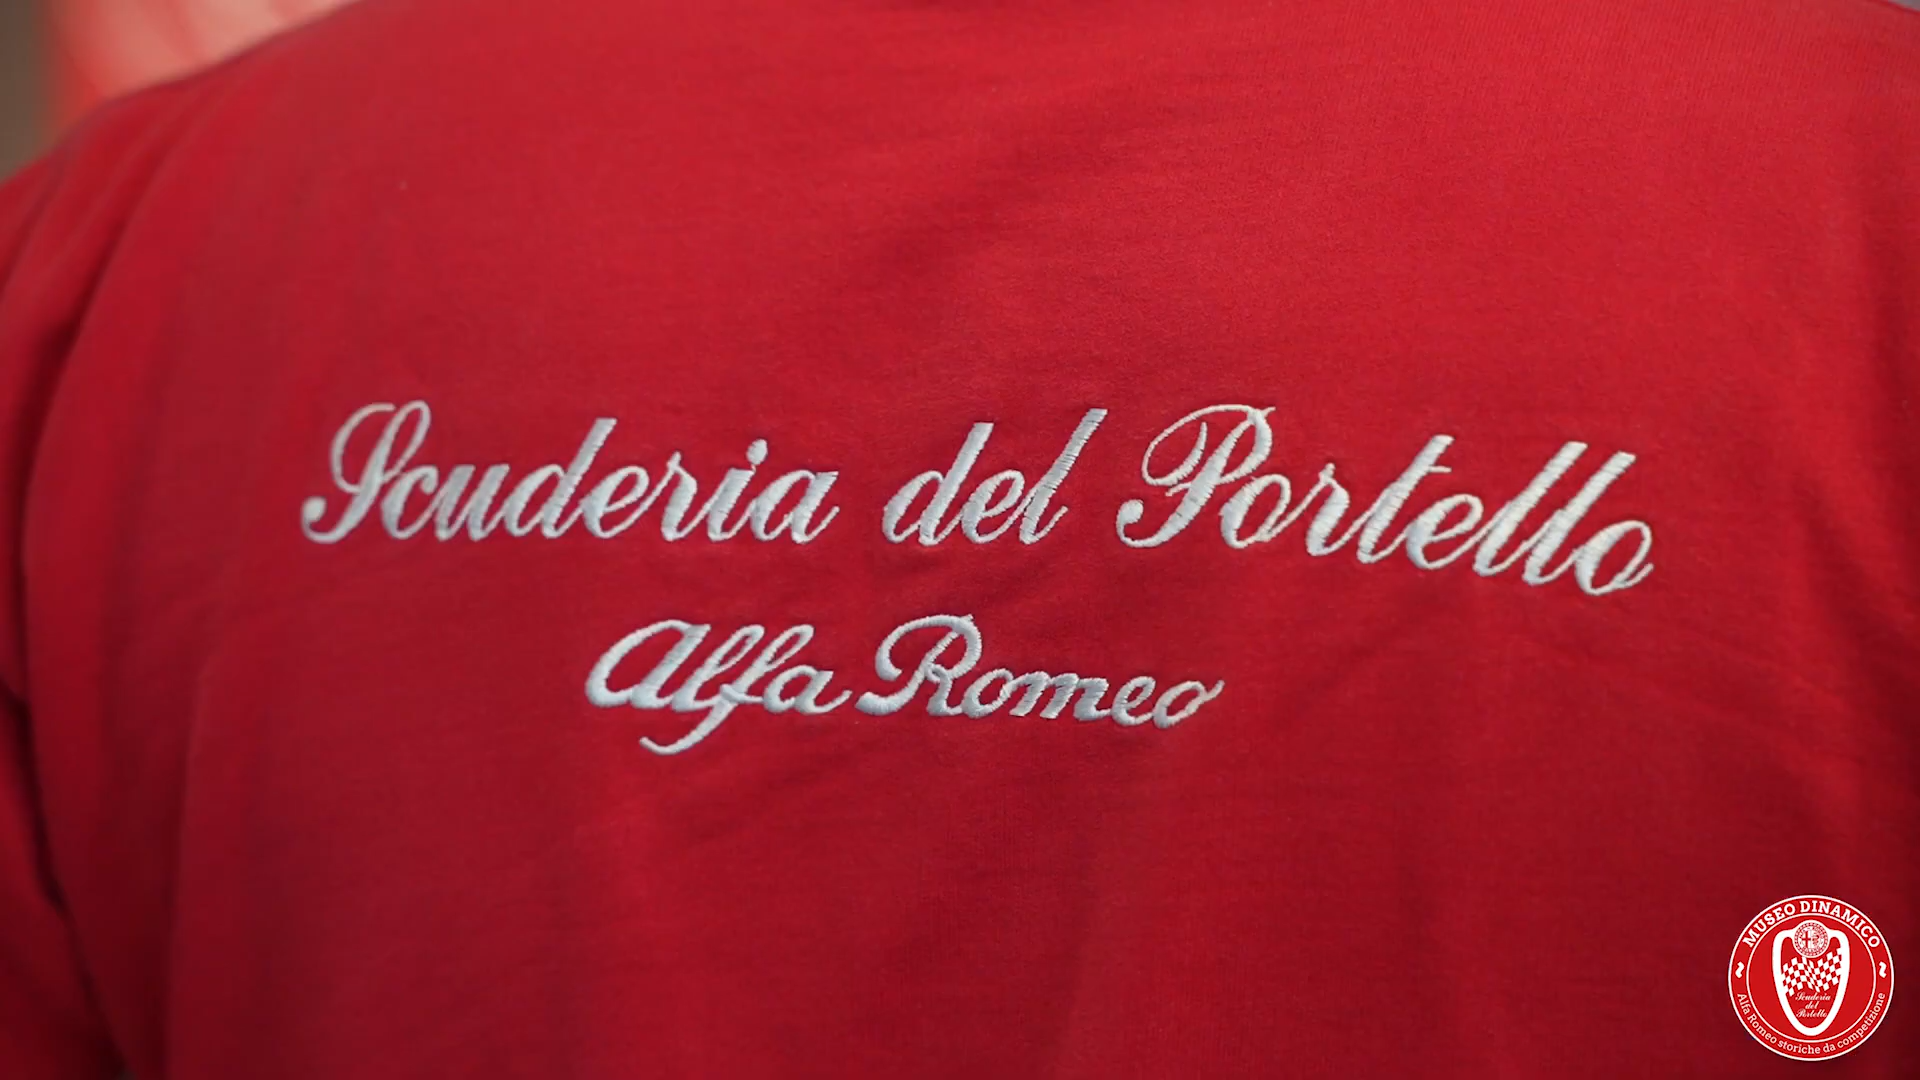 Scuderia del Portello
Alfa Romeo
MUSEO DINAMICO
Scuderia
del
Portello
Alfa Romeo storiche da competizione